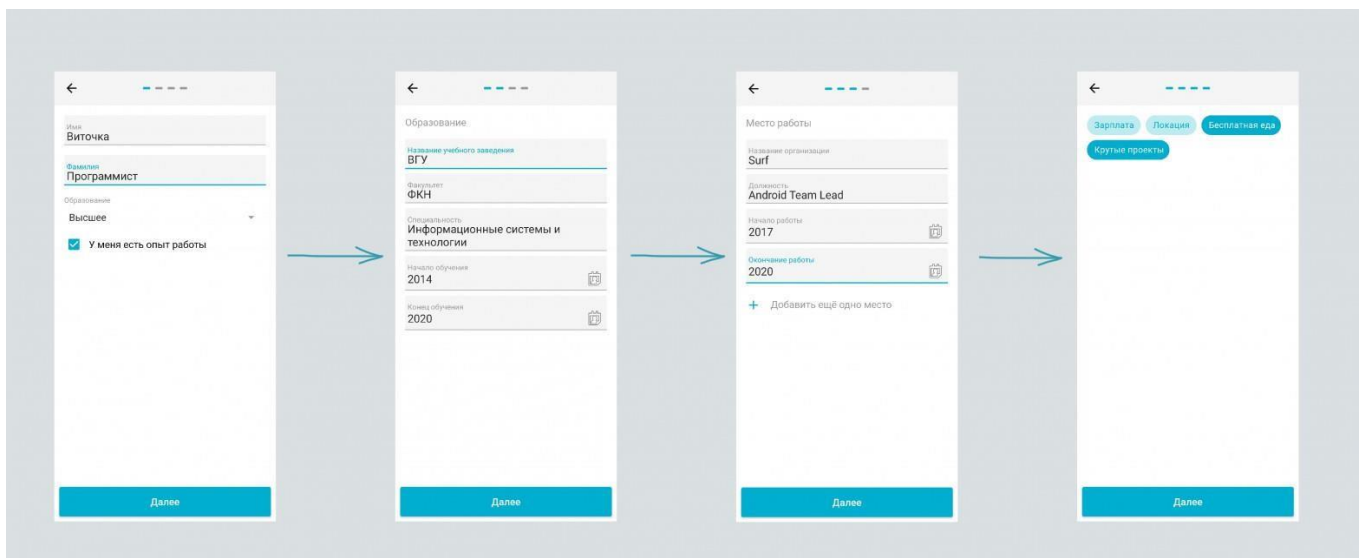 Имя
Виточка
Фамилия
Программист
Образование
Высшее
У меня есть опыт работы
Далее
Образование
Название учебного заведения
ВГУ
Факультет
ФКН
Специальность
Информационные системы и
технологии
Начало обучения
2014
Конец обучения
2020
Далее
Место работы
Название организации
Surf
Должность
Android Team Lead
Начало работы
2017
Окончание работы
2020
Добавить ещё одно место
Далее
Зарплата Локация Бесплатная еда
Крутые проекты
Далее